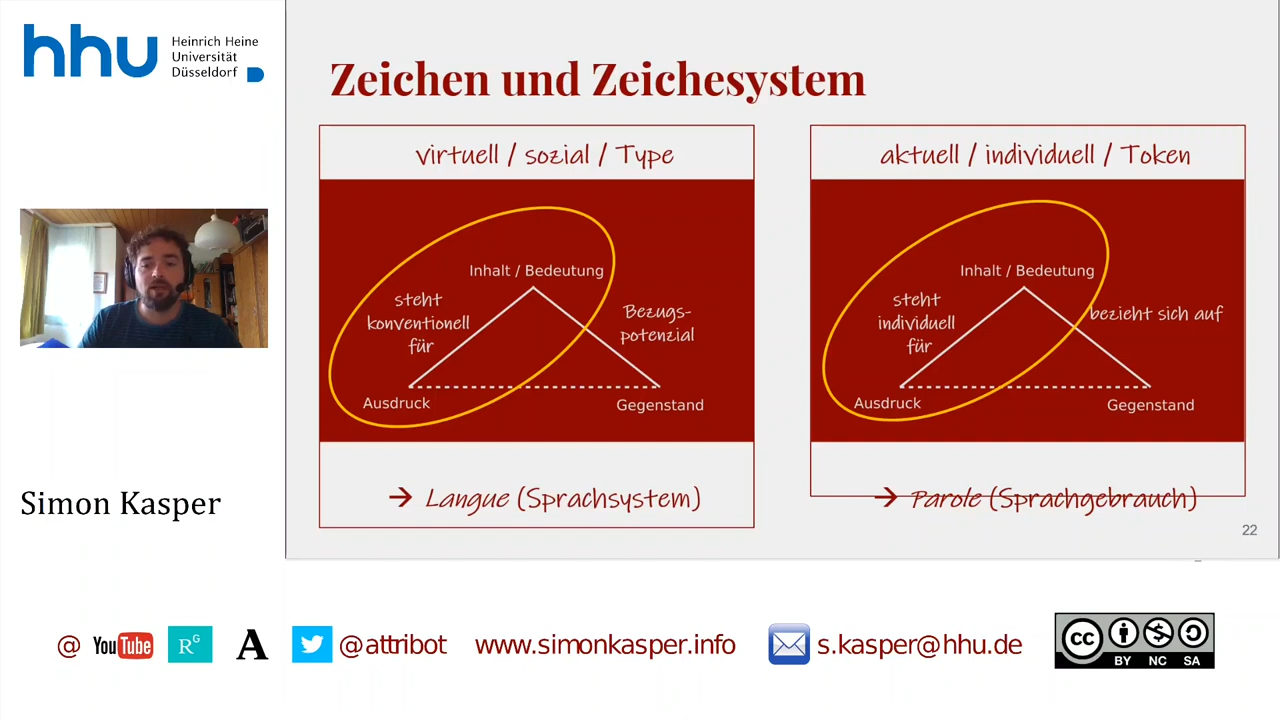 hhu Heinrich Heine
Universität
Düsseldorf
Zeichen und Zeichesystem
virtuell / sozial / Type
Inhalt / Bedeutung
steht
konventionell
für
Bezugs-
potenzial
Ausdruck
Gegenstand
→ Langue (Sprachsystem)
aktuell / individuell / Token
Inhalt / Bedeutung
steht
individuell
für
bezieht sich auf
Ausdruck
Gegenstand
→ Parole (Sprachgebrauch)
22
Simon Kasper
@ YouTube RG A @attribot www.simonkasper.info s.kasper@hhu.de
cc BY NC SA